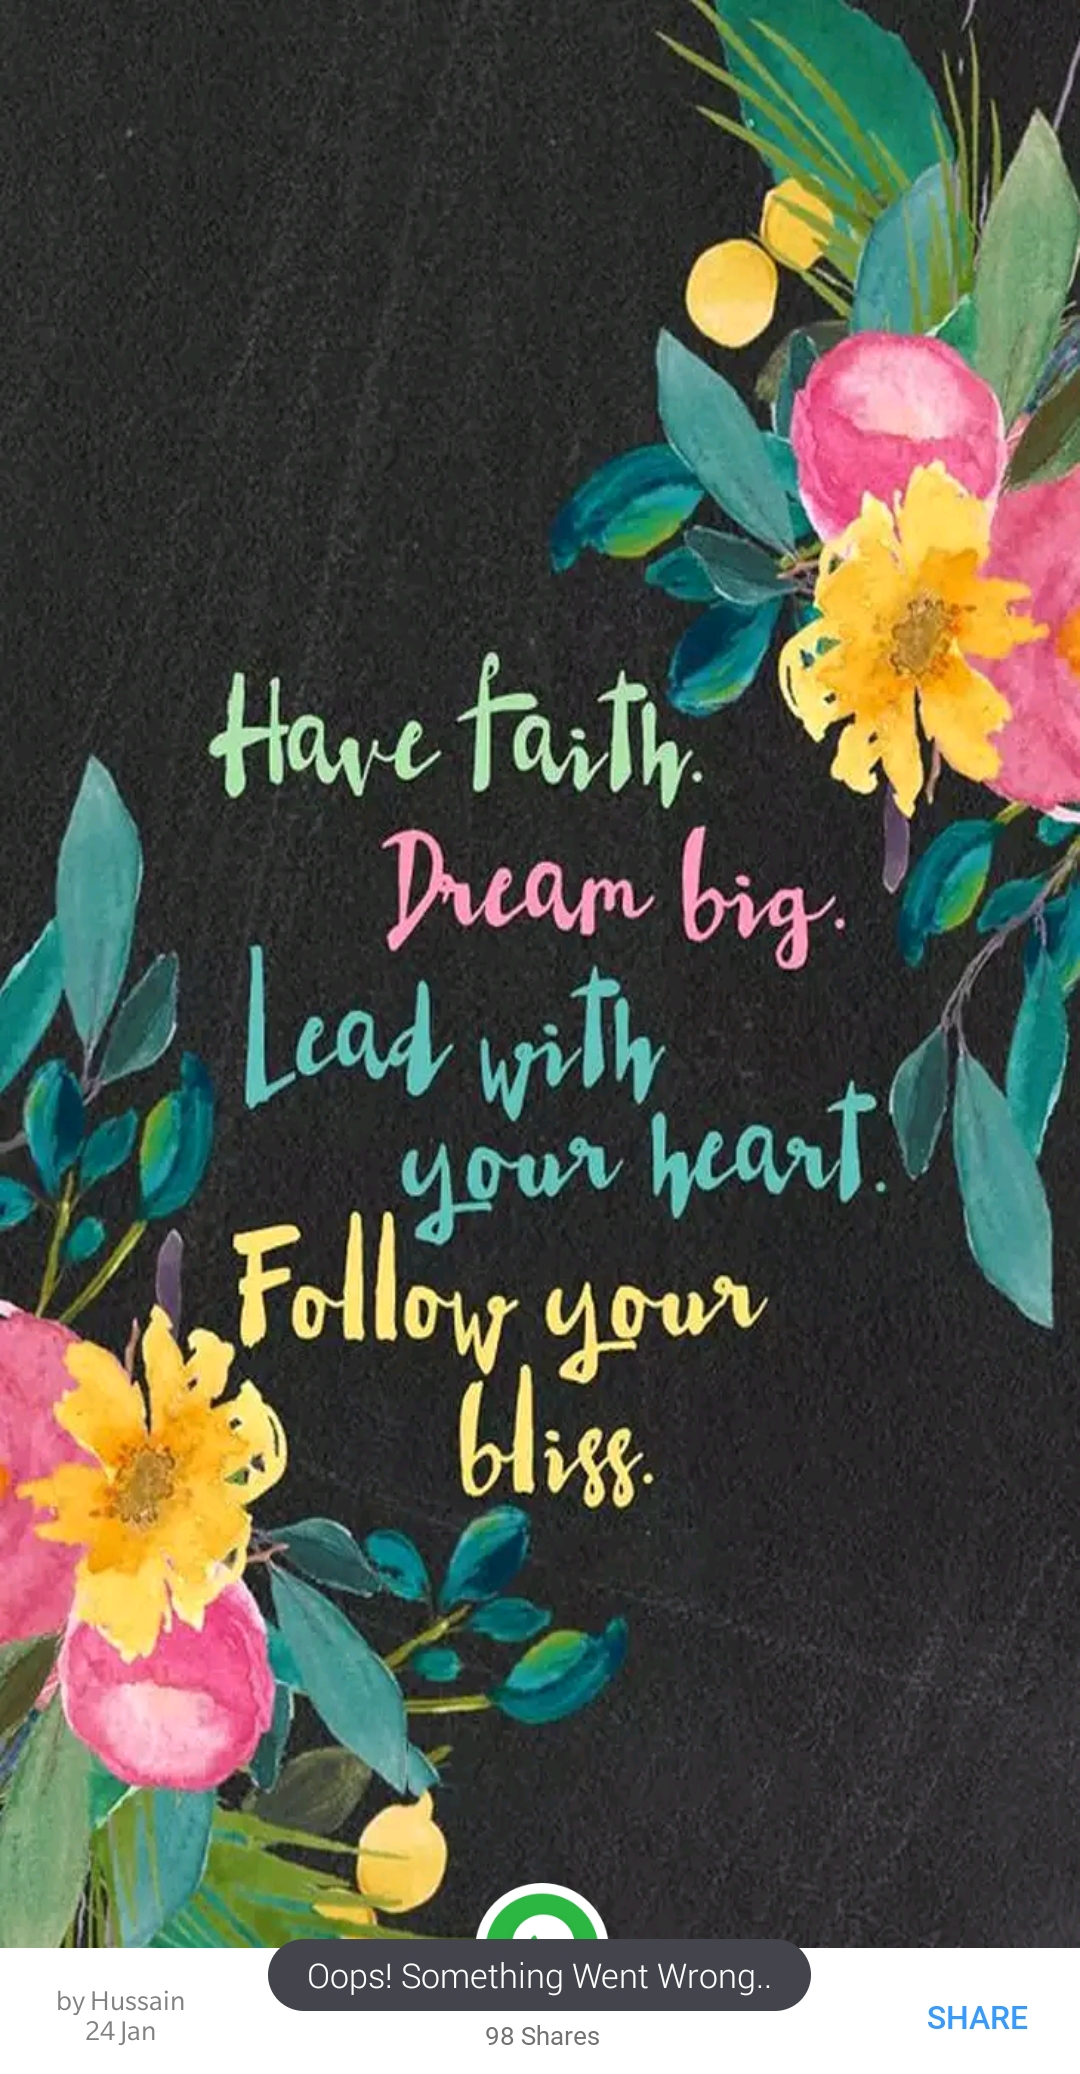 Have faith.
Dream big.
Lead with
your heart.
Follow your
bliss.
Oops! Something Went Wrong..
by Hussain
24 Jan
98 Shares
SHARE